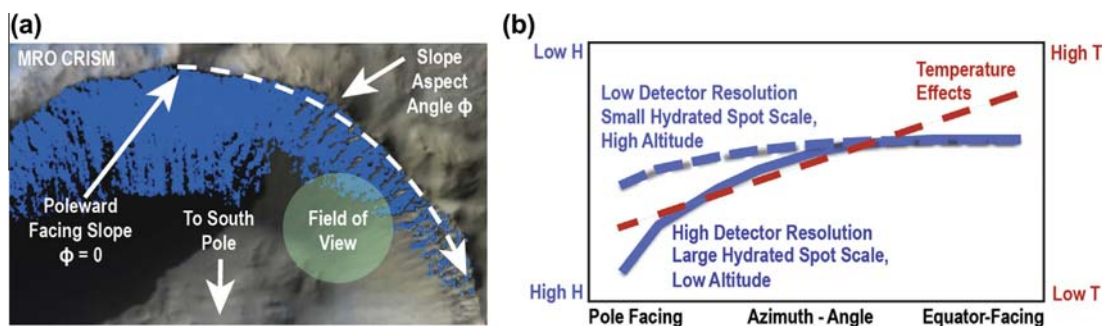 (a)
MRO CRISM
Slope
Aspect
Angle ϕ
Poleward
Facing Slope
ϕ = 0
To South
Pole
Field of
View
(b)
Low H
High H
High T
Low T
Temperature
Effects
Low Detector Resolution
Small Hydrated Spot Scale,
High Altitude
High Detector Resolution
Large Hydrated Spot Scale,
Low Altitude
Pole Facing
Azimuth - Angle
Equator-Facing